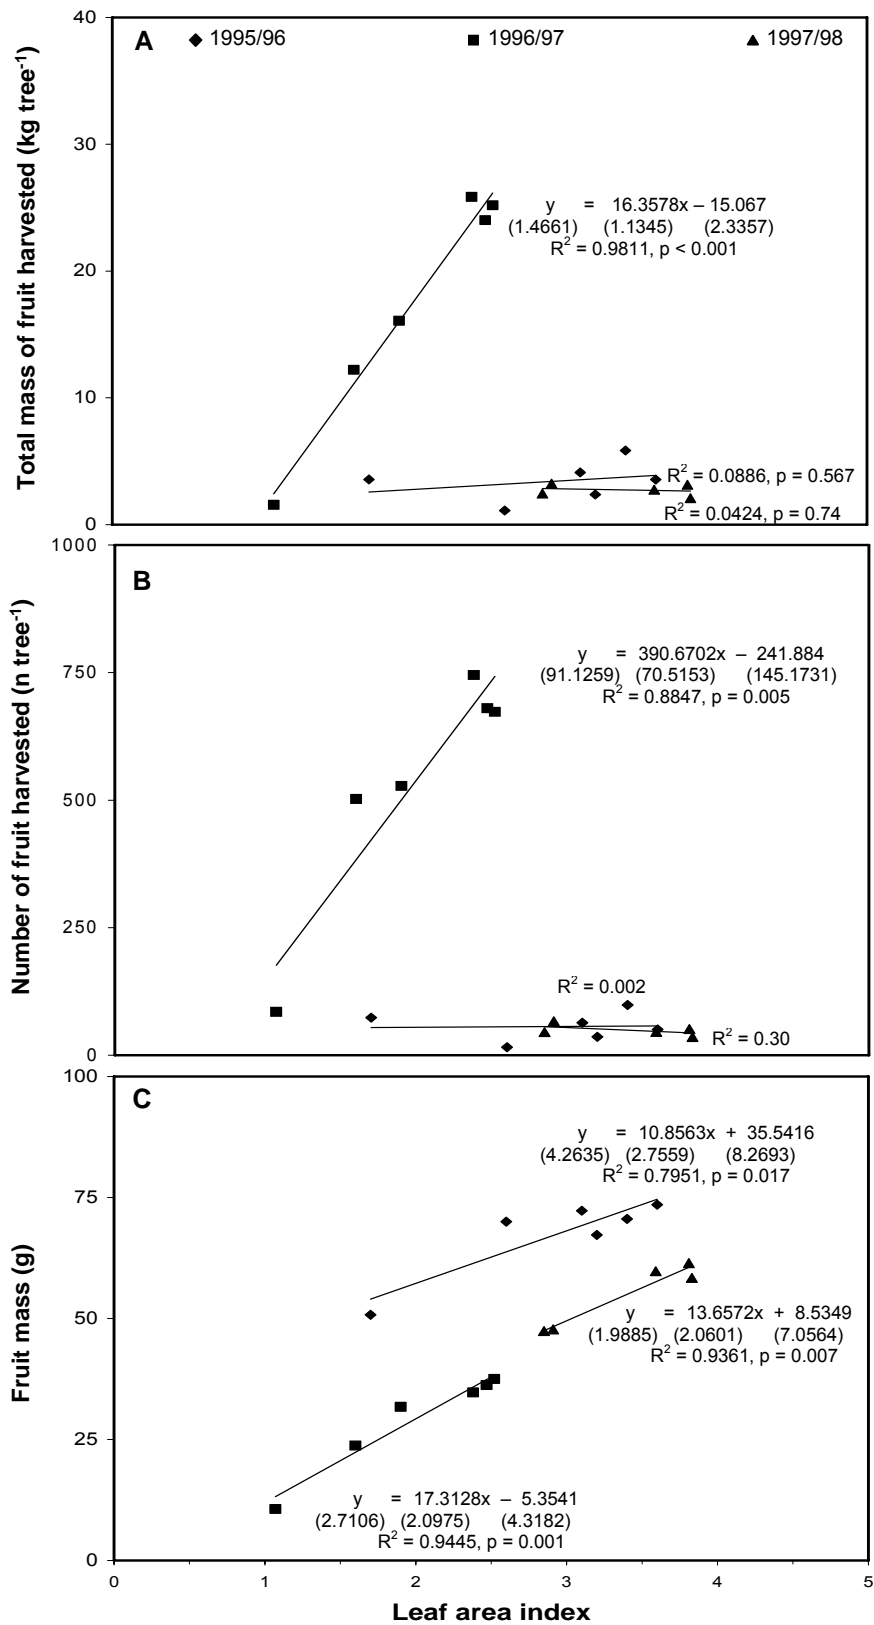 A
1995/96 1996/97 1997/98
Total mass of fruit harvested (kg tree⁻¹)
40
30
20
10
0
y = 16.3578x – 15.067
(1.4661) (1.1345) (2.3357)
R² = 0.9811, p < 0.001
R² = 0.0886, p = 0.567
R² = 0.0424, p = 0.74
B
Number of fruit harvested (n tree⁻¹)
1000
750
500
250
0
y = 390.6702x – 241.884
(91.1259) (70.5153) (145.1731)
R² = 0.8847, p = 0.005
R² = 0.002
R² = 0.30
C
Fruit mass (g)
100
75
50
25
0
y = 10.8563x + 35.5416
(4.2635) (2.7559) (8.2693)
R² = 0.7951, p = 0.017
y = 13.6572x + 8.5349
(1.9885) (2.0601) (7.0564)
R² = 0.9361, p = 0.007
y = 17.3128x – 5.3541
(2.7106) (2.0975) (4.3182)
R² = 0.9445, p = 0.001
0 1 2 3 4 5
Leaf area index